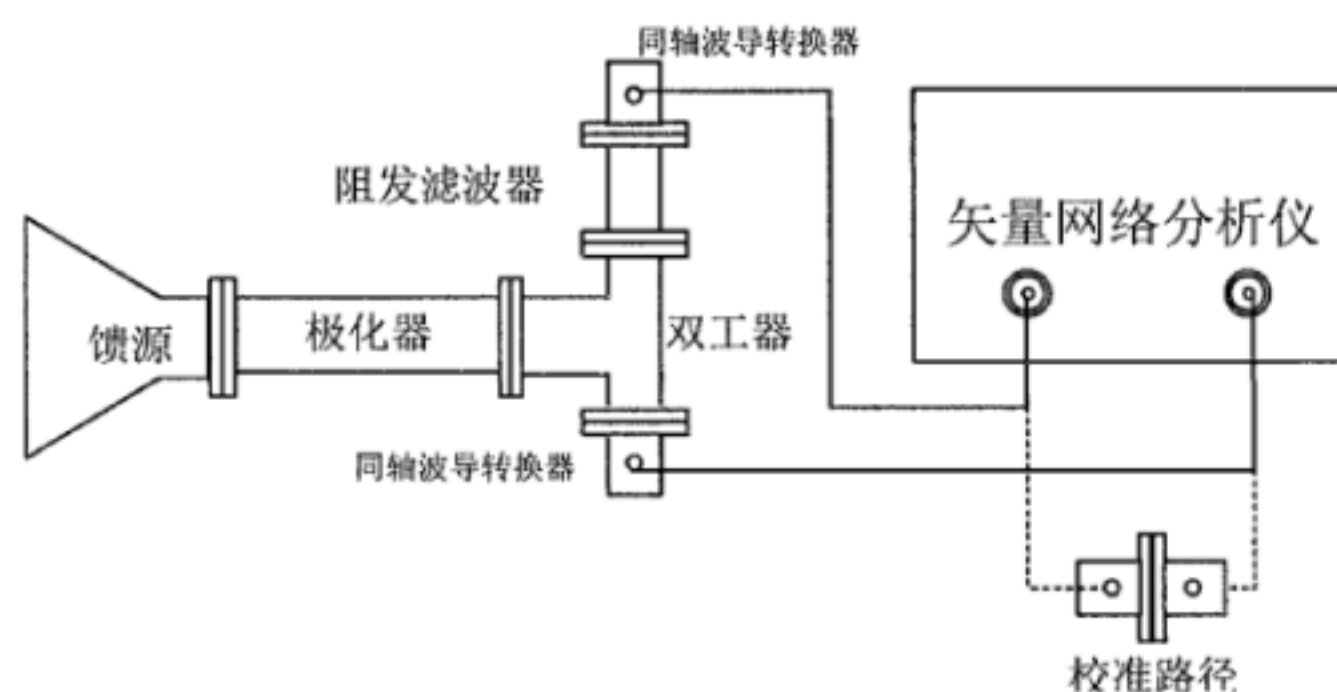 同轴波导转换器
阻发滤波器
矢量网络分析仪
馈源
极化器
双工器
同轴波导转换器
校准路径